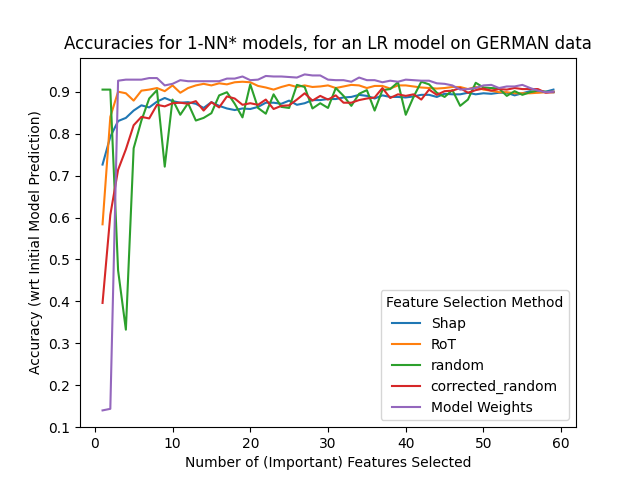 Accuracies for 1-NN* models, for an LR model on GERMAN data
Accuracy (wrt Initial Model Prediction)
0.9
0.8
0.7
0.6
0.5
0.4
0.3
0.2
0.1
Feature Selection Method
Shap
RoT
random
corrected_random
Model Weights
0 10 20 30 40 50 60
Number of (Important) Features Selected